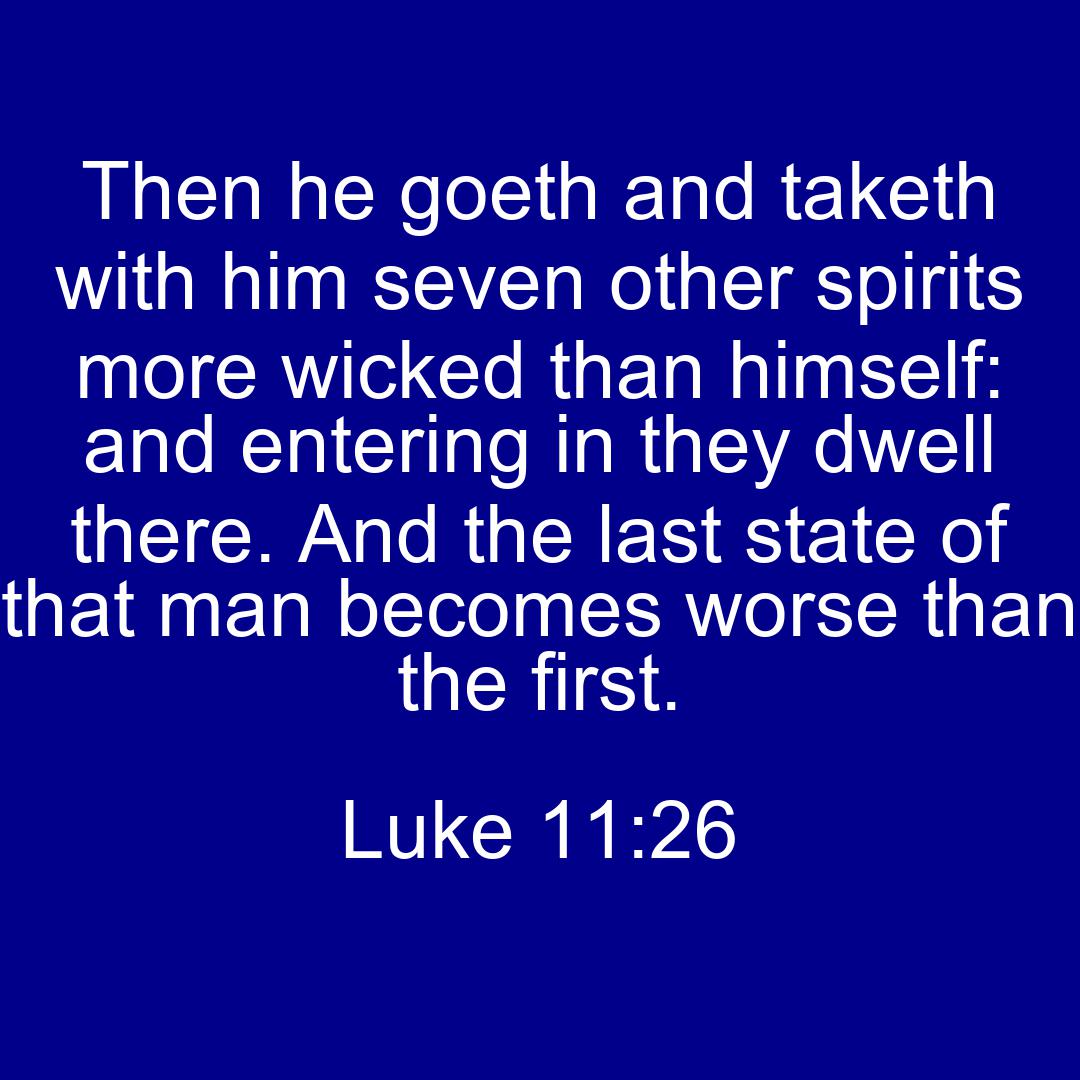 Then he goeth and taketh
with him seven other spirits
more wicked than himself:
and entering in they dwell
there. And the last state of
that man becomes worse than
the first.
Luke 11:26